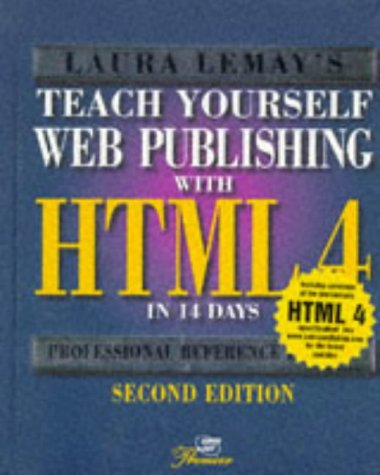 LAURA LEMAY'S
TEACH YOURSELF
WEB PUBLISHING
WITH
HTML 4
IN 14 DAYS
HTML 4
PROFESSIONAL REFERENCE
SECOND EDITION
Premier